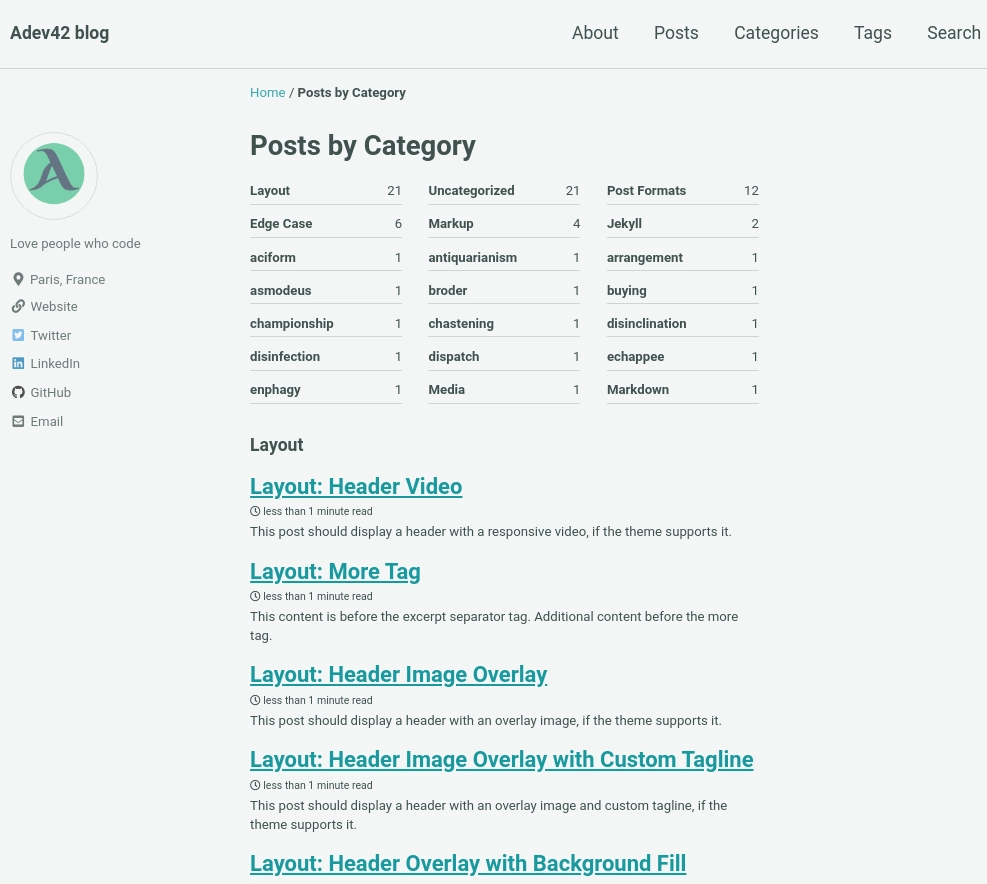 Adev42 blog
About Posts Categories Tags Search
Home / Posts by Category
Posts by Category
Layout 21 Uncategorized 21 Post Formats 12
Edge Case 6 Markup 4 Jekyll 2
aciform 1 antiquarianism 1 arrangement 1
asmodeus 1 broder 1 buying 1
championship 1 chastening 1 disinclination 1
disinfection 1 dispatch 1 echappee 1
enphagy 1 Media 1 Markdown 1
Love people who code
Paris, France
Website
Twitter
LinkedIn
GitHub
Email
Layout
Layout: Header Video
less than 1 minute read
This post should display a header with a responsive video, if the theme supports it.
Layout: More Tag
less than 1 minute read
This content is before the excerpt separator tag. Additional content before the more
tag.
Layout: Header Image Overlay
less than 1 minute read
This post should display a header with an overlay image, if the theme supports it.
Layout: Header Image Overlay with Custom Tagline
less than 1 minute read
This post should display a header with an overlay image and custom tagline, if the
theme supports it.
Layout: Header Overlay with Background Fill